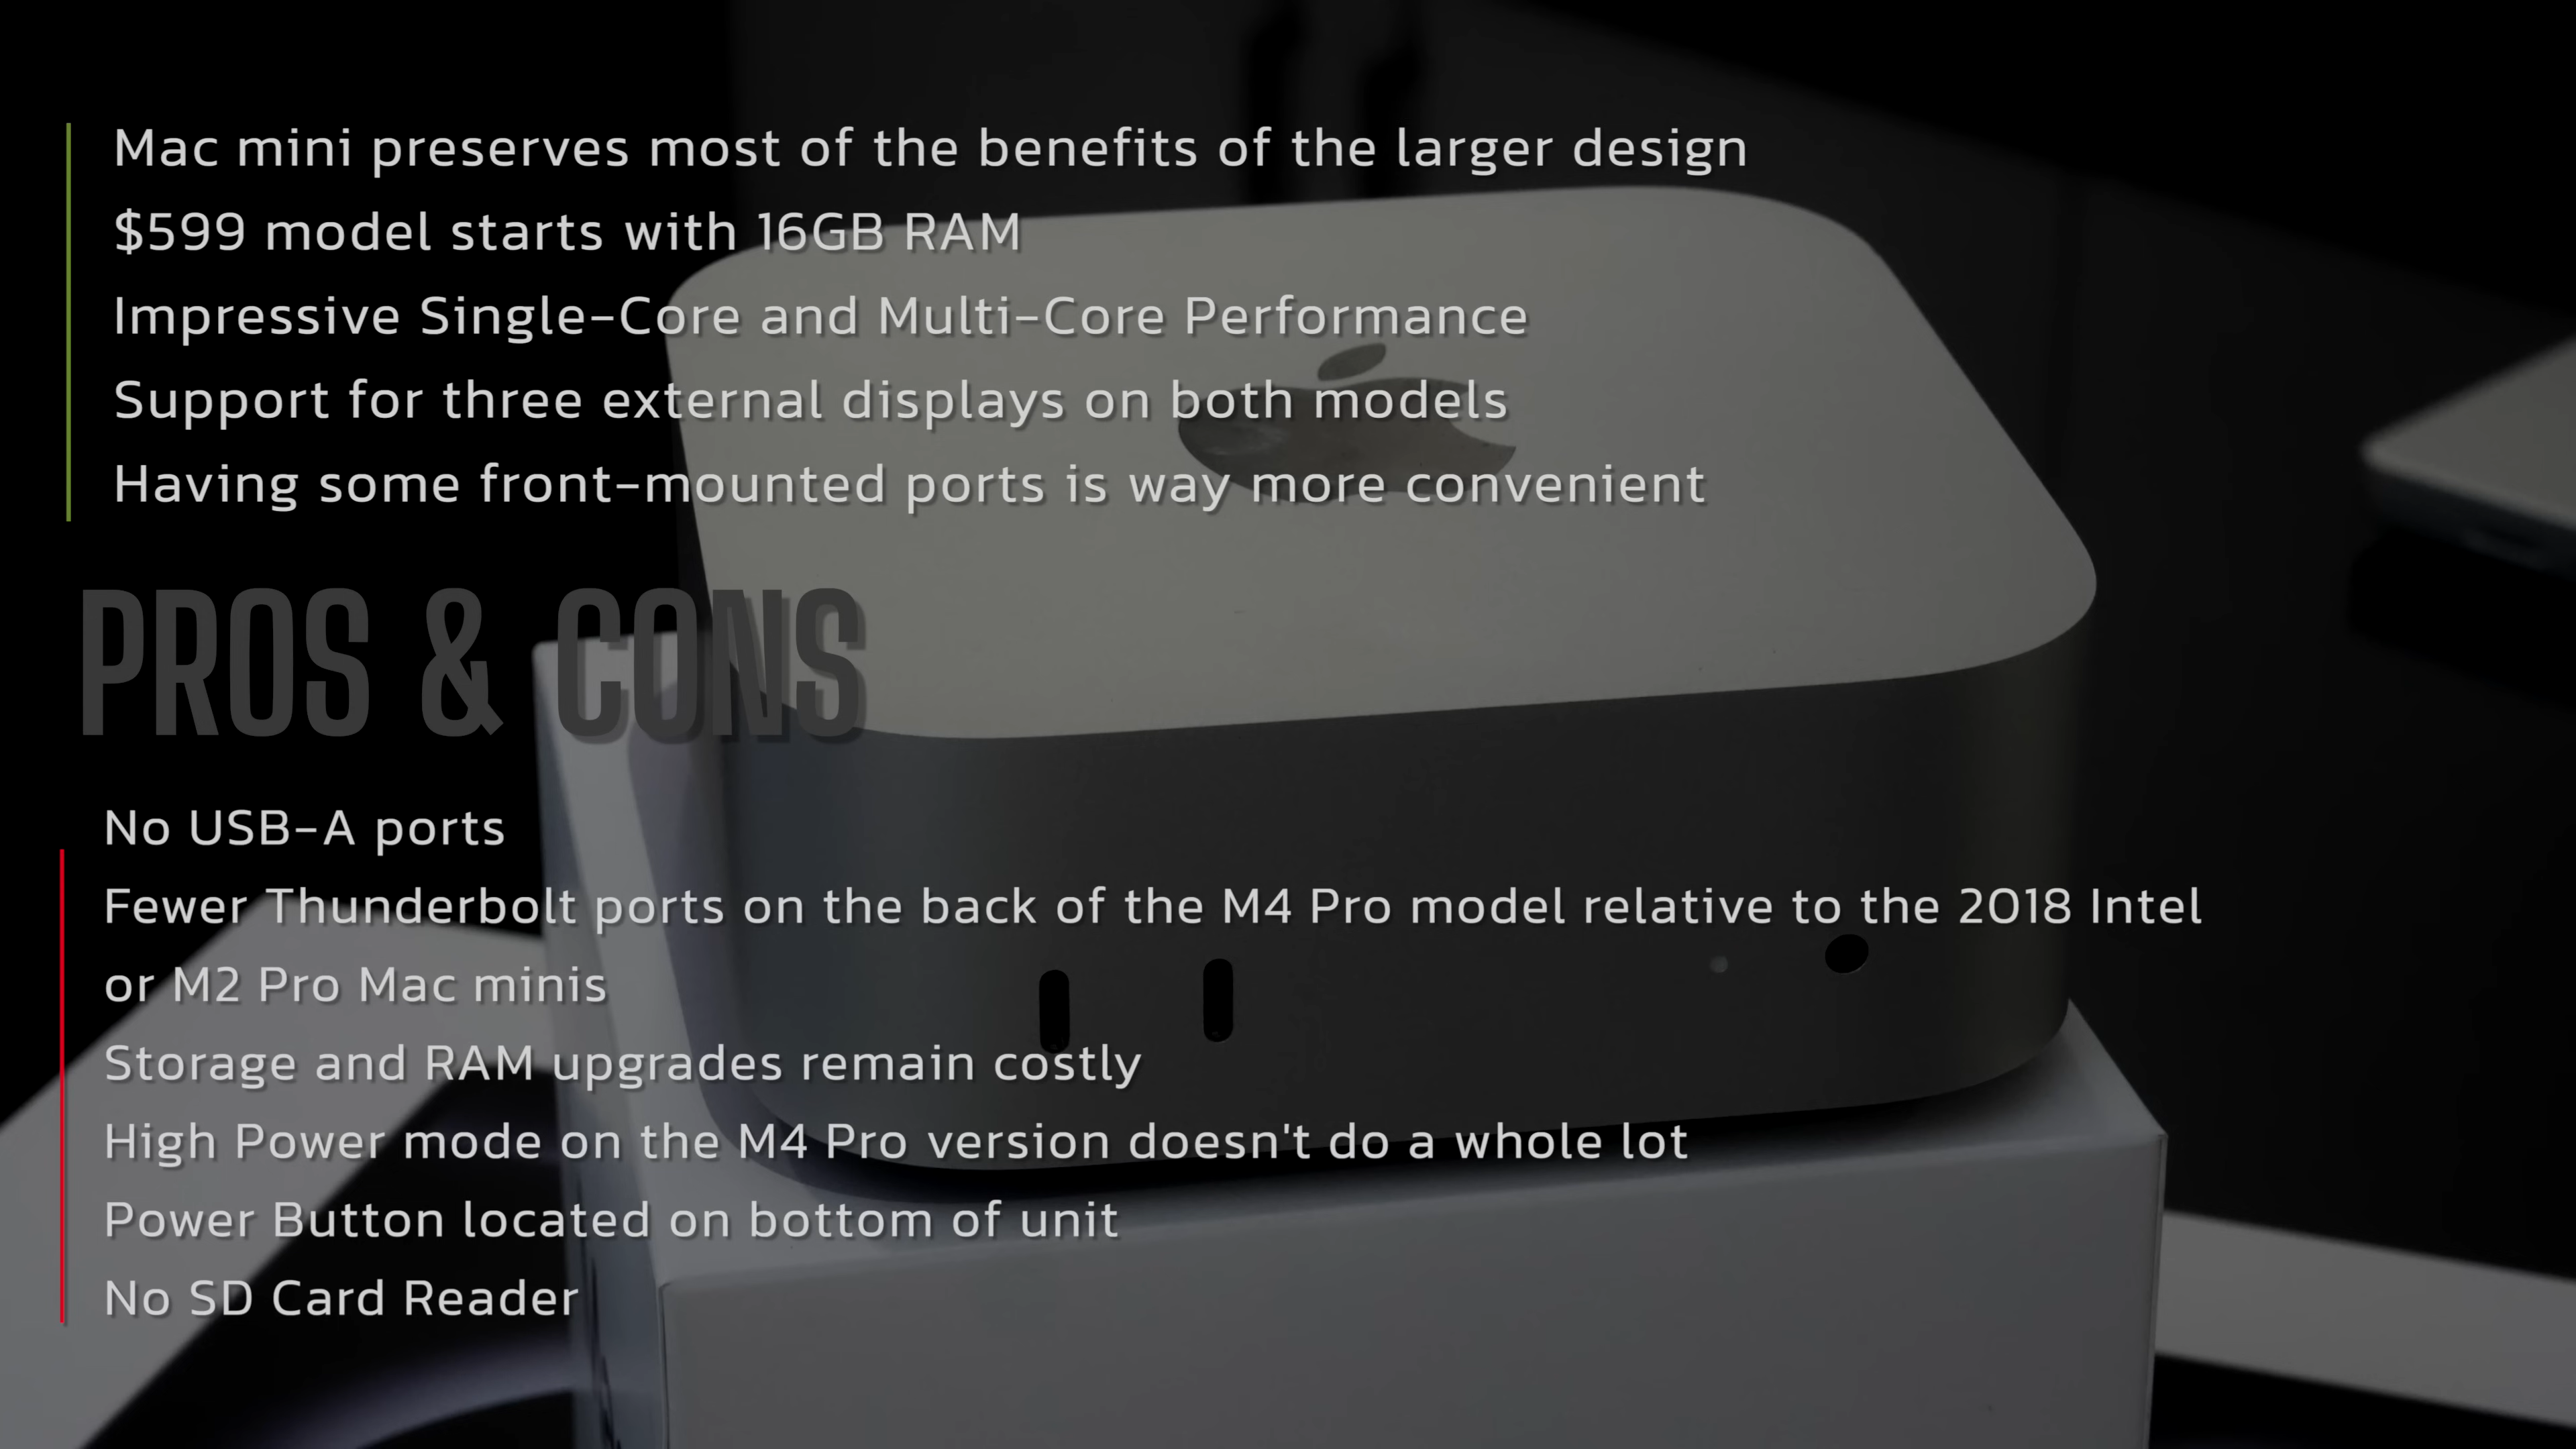 Mac mini preserves most of the benefits of the larger design
$599 model starts with 16GB RAM
Impressive Single-Core and Multi-Core Performance
Support for three external displays on both models
Having some front-mounted ports is way more convenient
PROS & CONS
No USB-A ports
Fewer Thunderbolt ports on the back of the M4 Pro model relative to the 2018 Intel
or M2 Pro Mac minis
Storage and RAM upgrades remain costly
High Power mode on the M4 Pro version doesn't do a whole lot
Power Button located on bottom of unit
No SD Card Reader